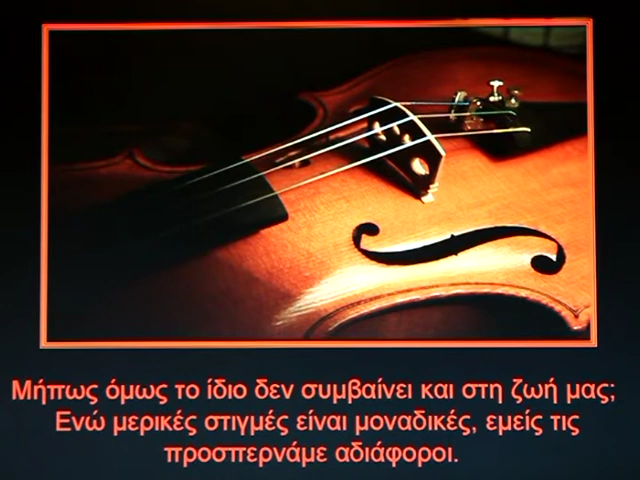 Μήπως όμως το ίδιο δεν συμβαίνει και στη ζωή μας;
Ενώ μερικές στιγμές είναι μοναδικές, εμείς τις
προσπερνάμε αδιάφοροι.